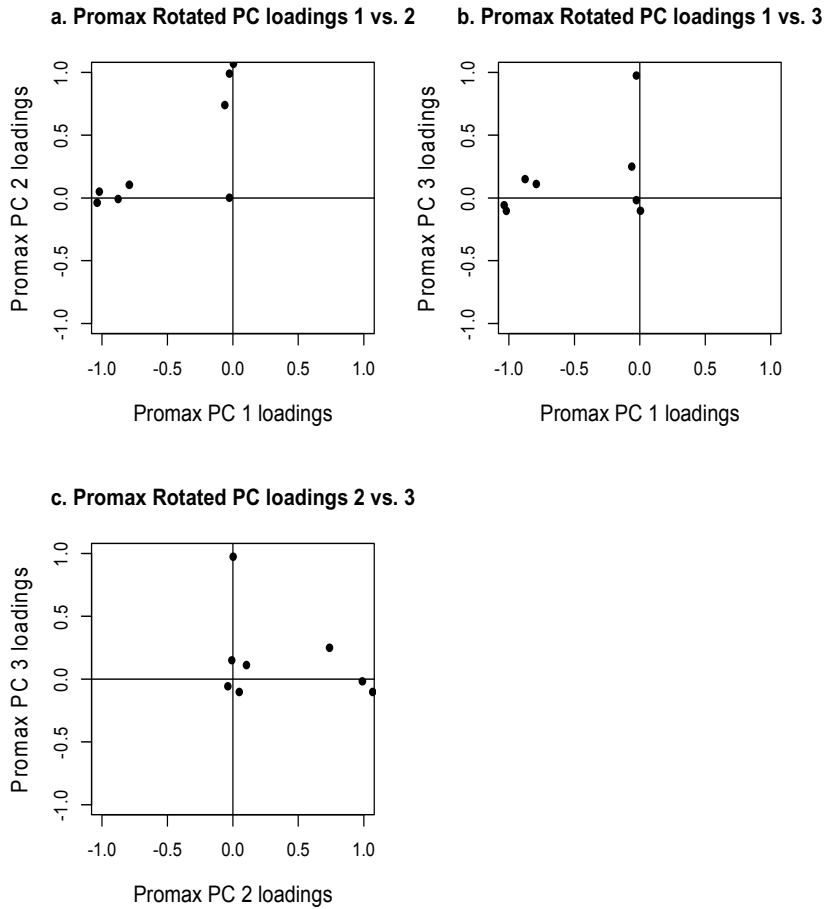 a. Promax Rotated PC loadings 1 vs. 2
1.0
0.5
0.0
-0.5
-1.0
Promax PC 2 loadings
-1.0 -0.5 0.0 0.5 1.0
Promax PC 1 loadings
b. Promax Rotated PC loadings 1 vs. 3
1.0
0.5
0.0
-0.5
-1.0
Promax PC 3 loadings
-1.0 -0.5 0.0 0.5 1.0
Promax PC 1 loadings
c. Promax Rotated PC loadings 2 vs. 3
1.0
0.5
0.0
-0.5
-1.0
Promax PC 3 loadings
-1.0 -0.5 0.0 0.5 1.0
Promax PC 2 loadings